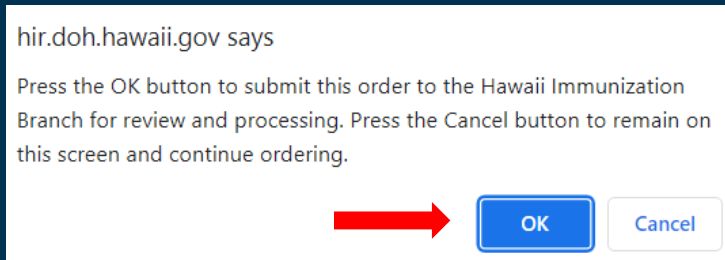 hir.doh.hawaii.gov says
Press the OK button to submit this order to the Hawaii Immunization
Branch for review and processing. Press the Cancel button to remain on
this screen and continue ordering.
OK Cancel